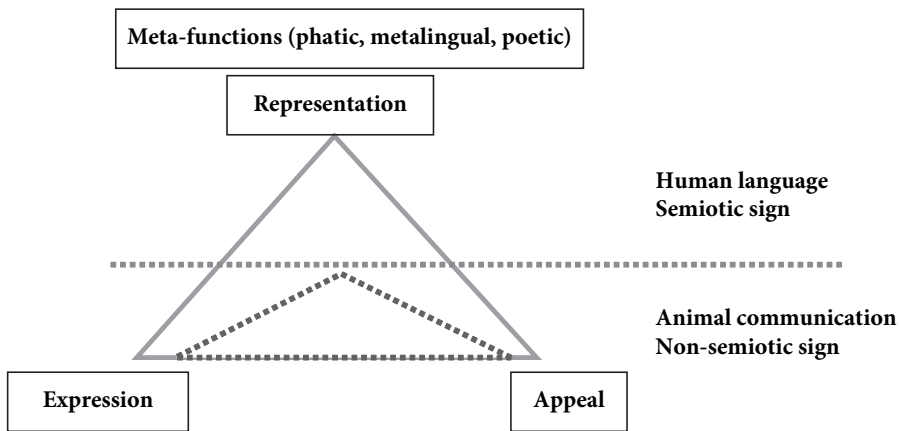 Meta-functions (phatic, metalingual, poetic)
Representation
Human language
Semiotic sign
Animal communication
Non-semiotic sign
Expression
Appeal